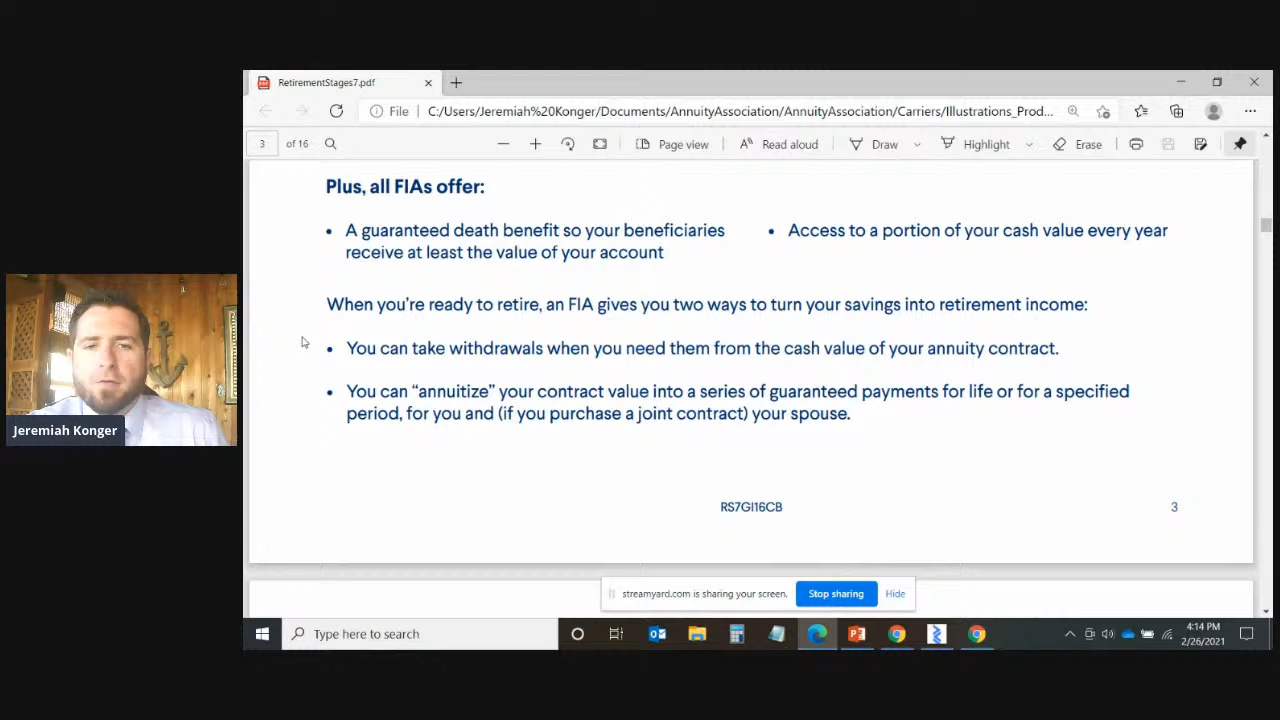 RetirementStages7.pdf
File
C:/Users/Jeremiah%20Konger/Documents/AnnuityAssociation/AnnuityAssociation/Carriers/Illustrations_Prod...
3 of 16
Page view
Read aloud
Draw
Highlight
Erase
Plus, all FIAs offer:
• A guaranteed death benefit so your beneficiaries
receive at least the value of your account
• Access to a portion of your cash value every year
When you're ready to retire, an FIA gives you two ways to turn your savings into retirement income:
• You can take withdrawals when you need them from the cash value of your annuity contract.
• You can “annuitize” your contract value into a series of guaranteed payments for life or for a specified
period, for you and (if you purchase a joint contract) your spouse.
Jeremiah Konger
RS7GI16CB
3
streamyard.com is sharing your screen.
Stop sharing
Hide
Type here to search
4:14 PM
2/26/2021